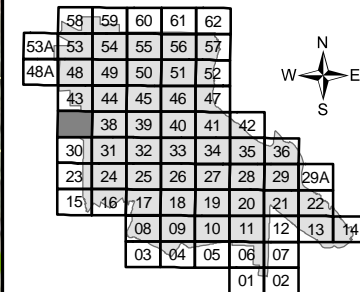 58 59 60 61 62
53A 53 54 55 56 57
48A 48 49 50 51 52
43 44 45 46 47
38 39 40 41 42
30 31 32 33 34 35 36
23 24 25 26 27 28 29 29A
15 16 17 18 19 20 21 22
08 09 10 11 12 13 14
03 04 05 06 07
01 02
N
W E
S